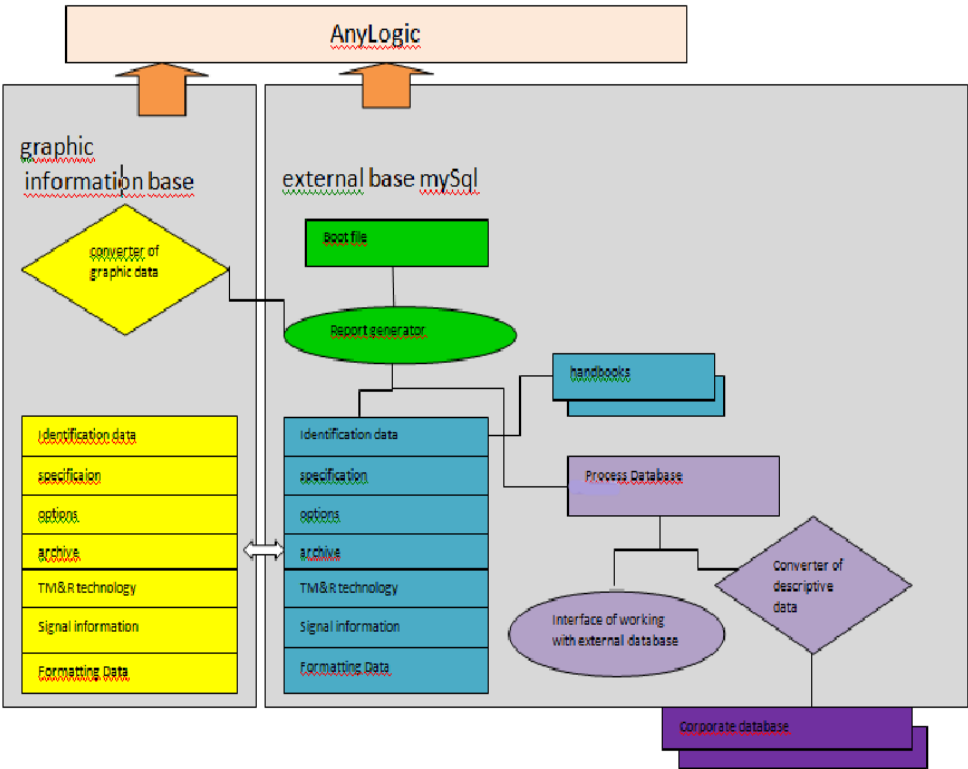 AnyLogic
graphic
information base
converter of
graphic data
Identification data
specificaion
options
archive
TM&R technology
Signal information
Formatting Data
external base mySql
Boot file
Report generator
handbooks
Identification data
specification
options
archive
TM&R technology
Signal information
Formatting Data
Process Database
Interface of working
with external database
Converter of
descriptive
data
Corporate database